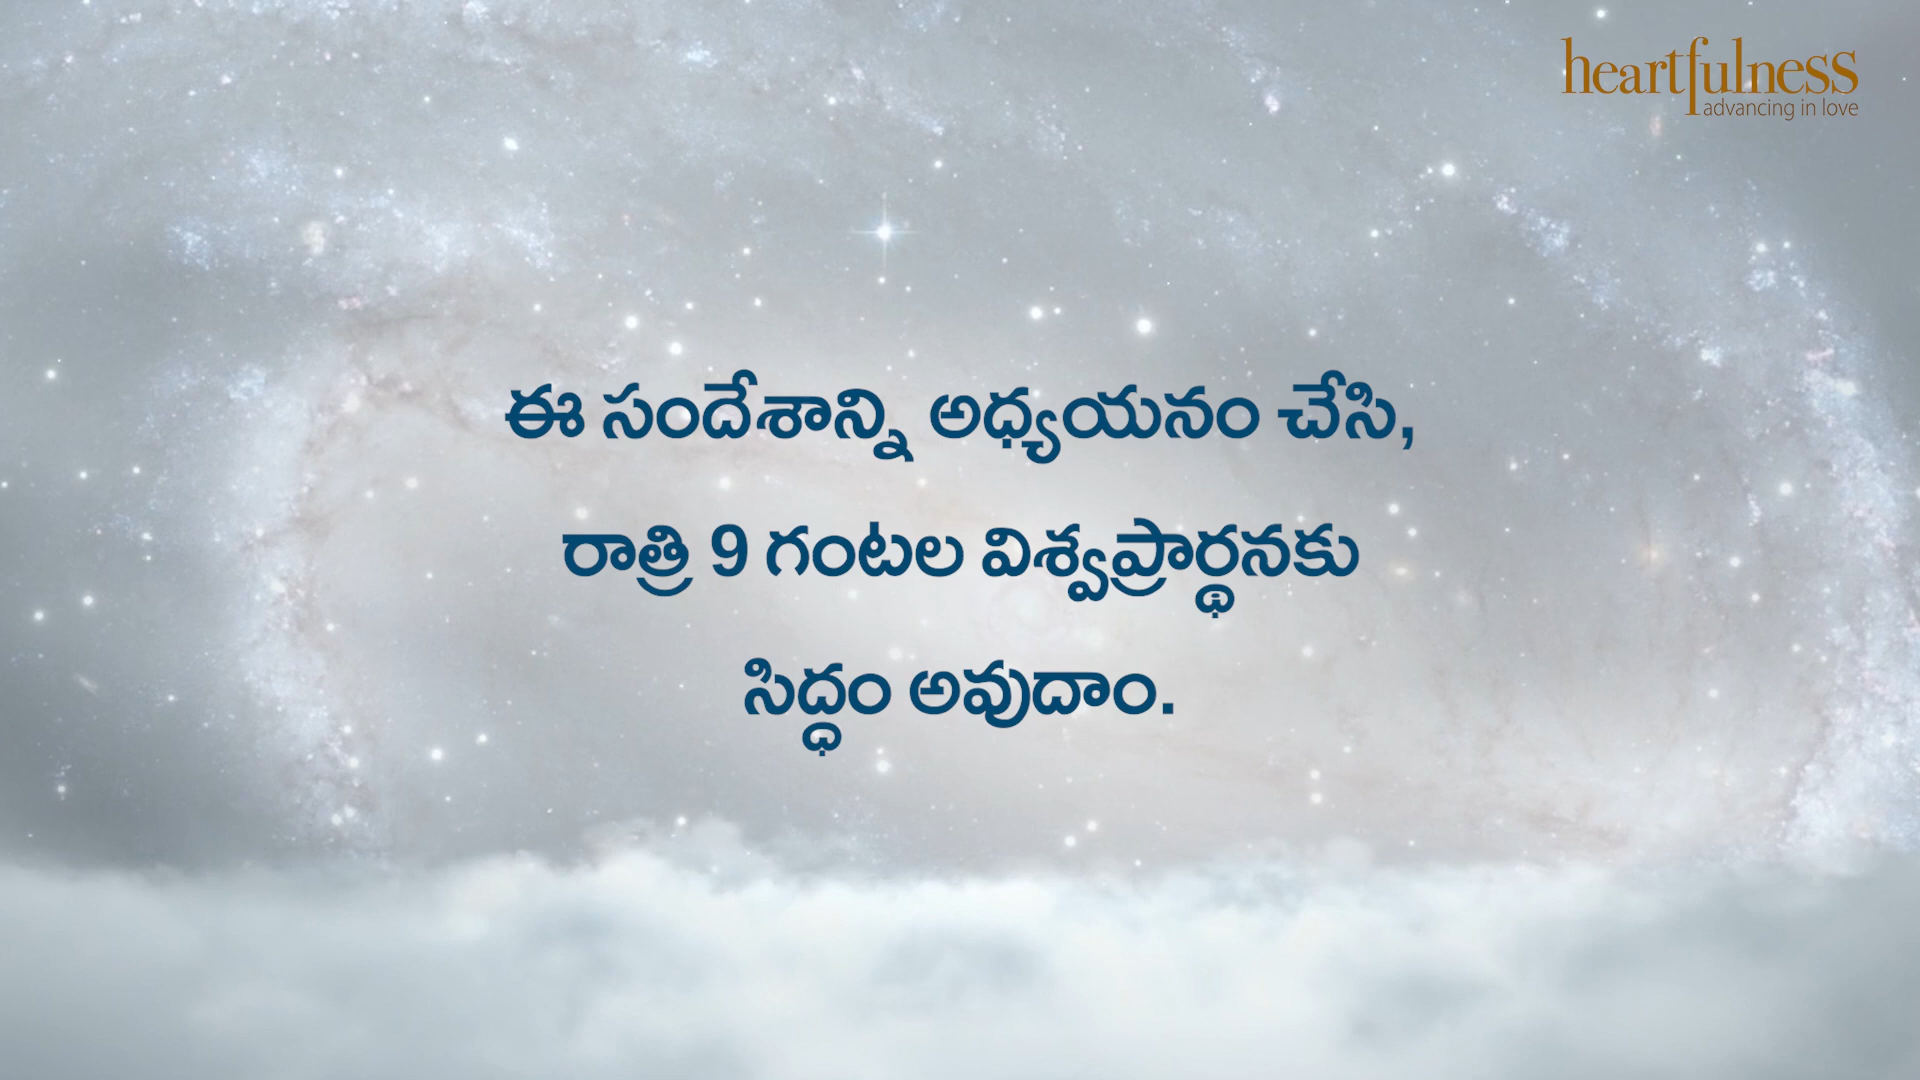 heartfulness
advancing in love
ఈ సందేశాన్ని అధ్యయనం చేసి,
రాత్రి 9 గంటల విశ్వప్రార్థనకు
సిద్ధం అవుదాం.